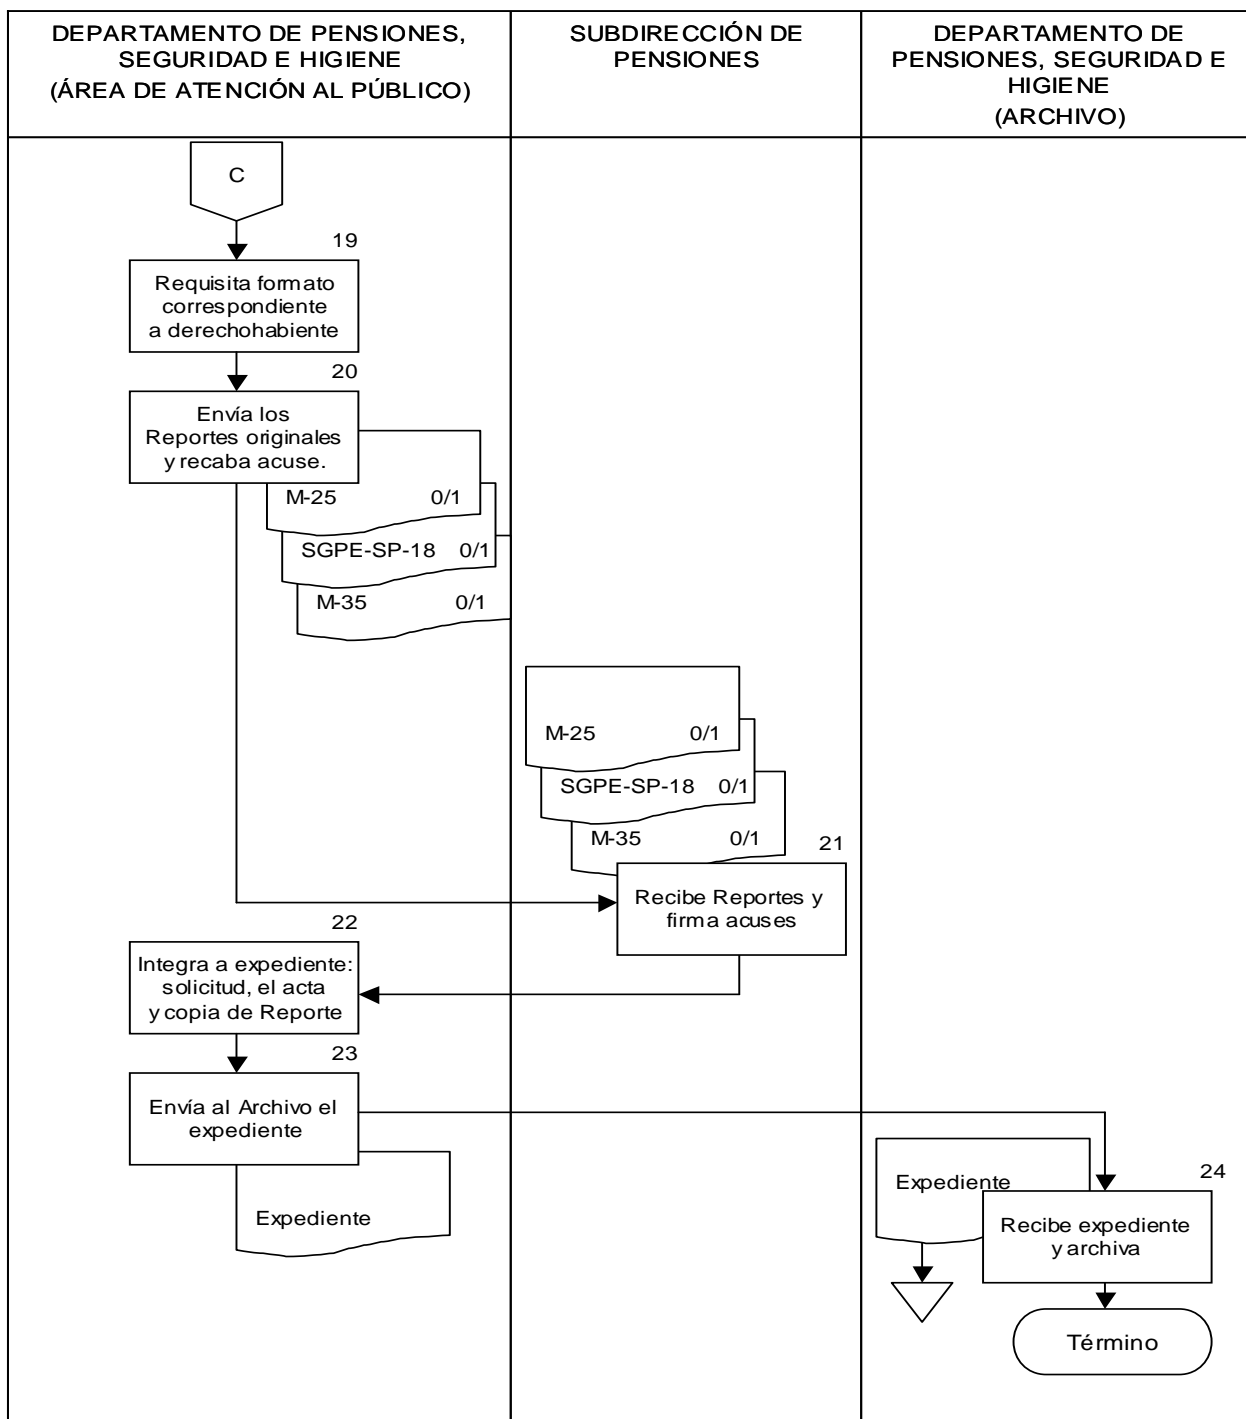 DEPARTAMENTO DE PENSIONES,
SEGURIDAD E HIGIENE
(ÁREA DE ATENCIÓN AL PÚBLICO)
SUBDIRECCIÓN DE
PENSIONES
DEPARTAMENTO DE
PENSIONES, SEGURIDAD E
HIGIENE
(ARCHIVO)
C
19
Requisita formato
correspondiente
a derechohabiente
20
Envía los
Reportes originales
y recaba acuse.
M-25 0/1
SGPE-SP-18 0/1
M-35 0/1
M-25 0/1
SGPE-SP-18 0/1
M-35 0/1
21
Recibe Reportes y
firma acuses
22
Integra a expediente:
solicitud, el acta
y copia de Reporte
23
Envía al Archivo el
expediente
Expediente
Expediente
24
Recibe expediente
y archiva
Término